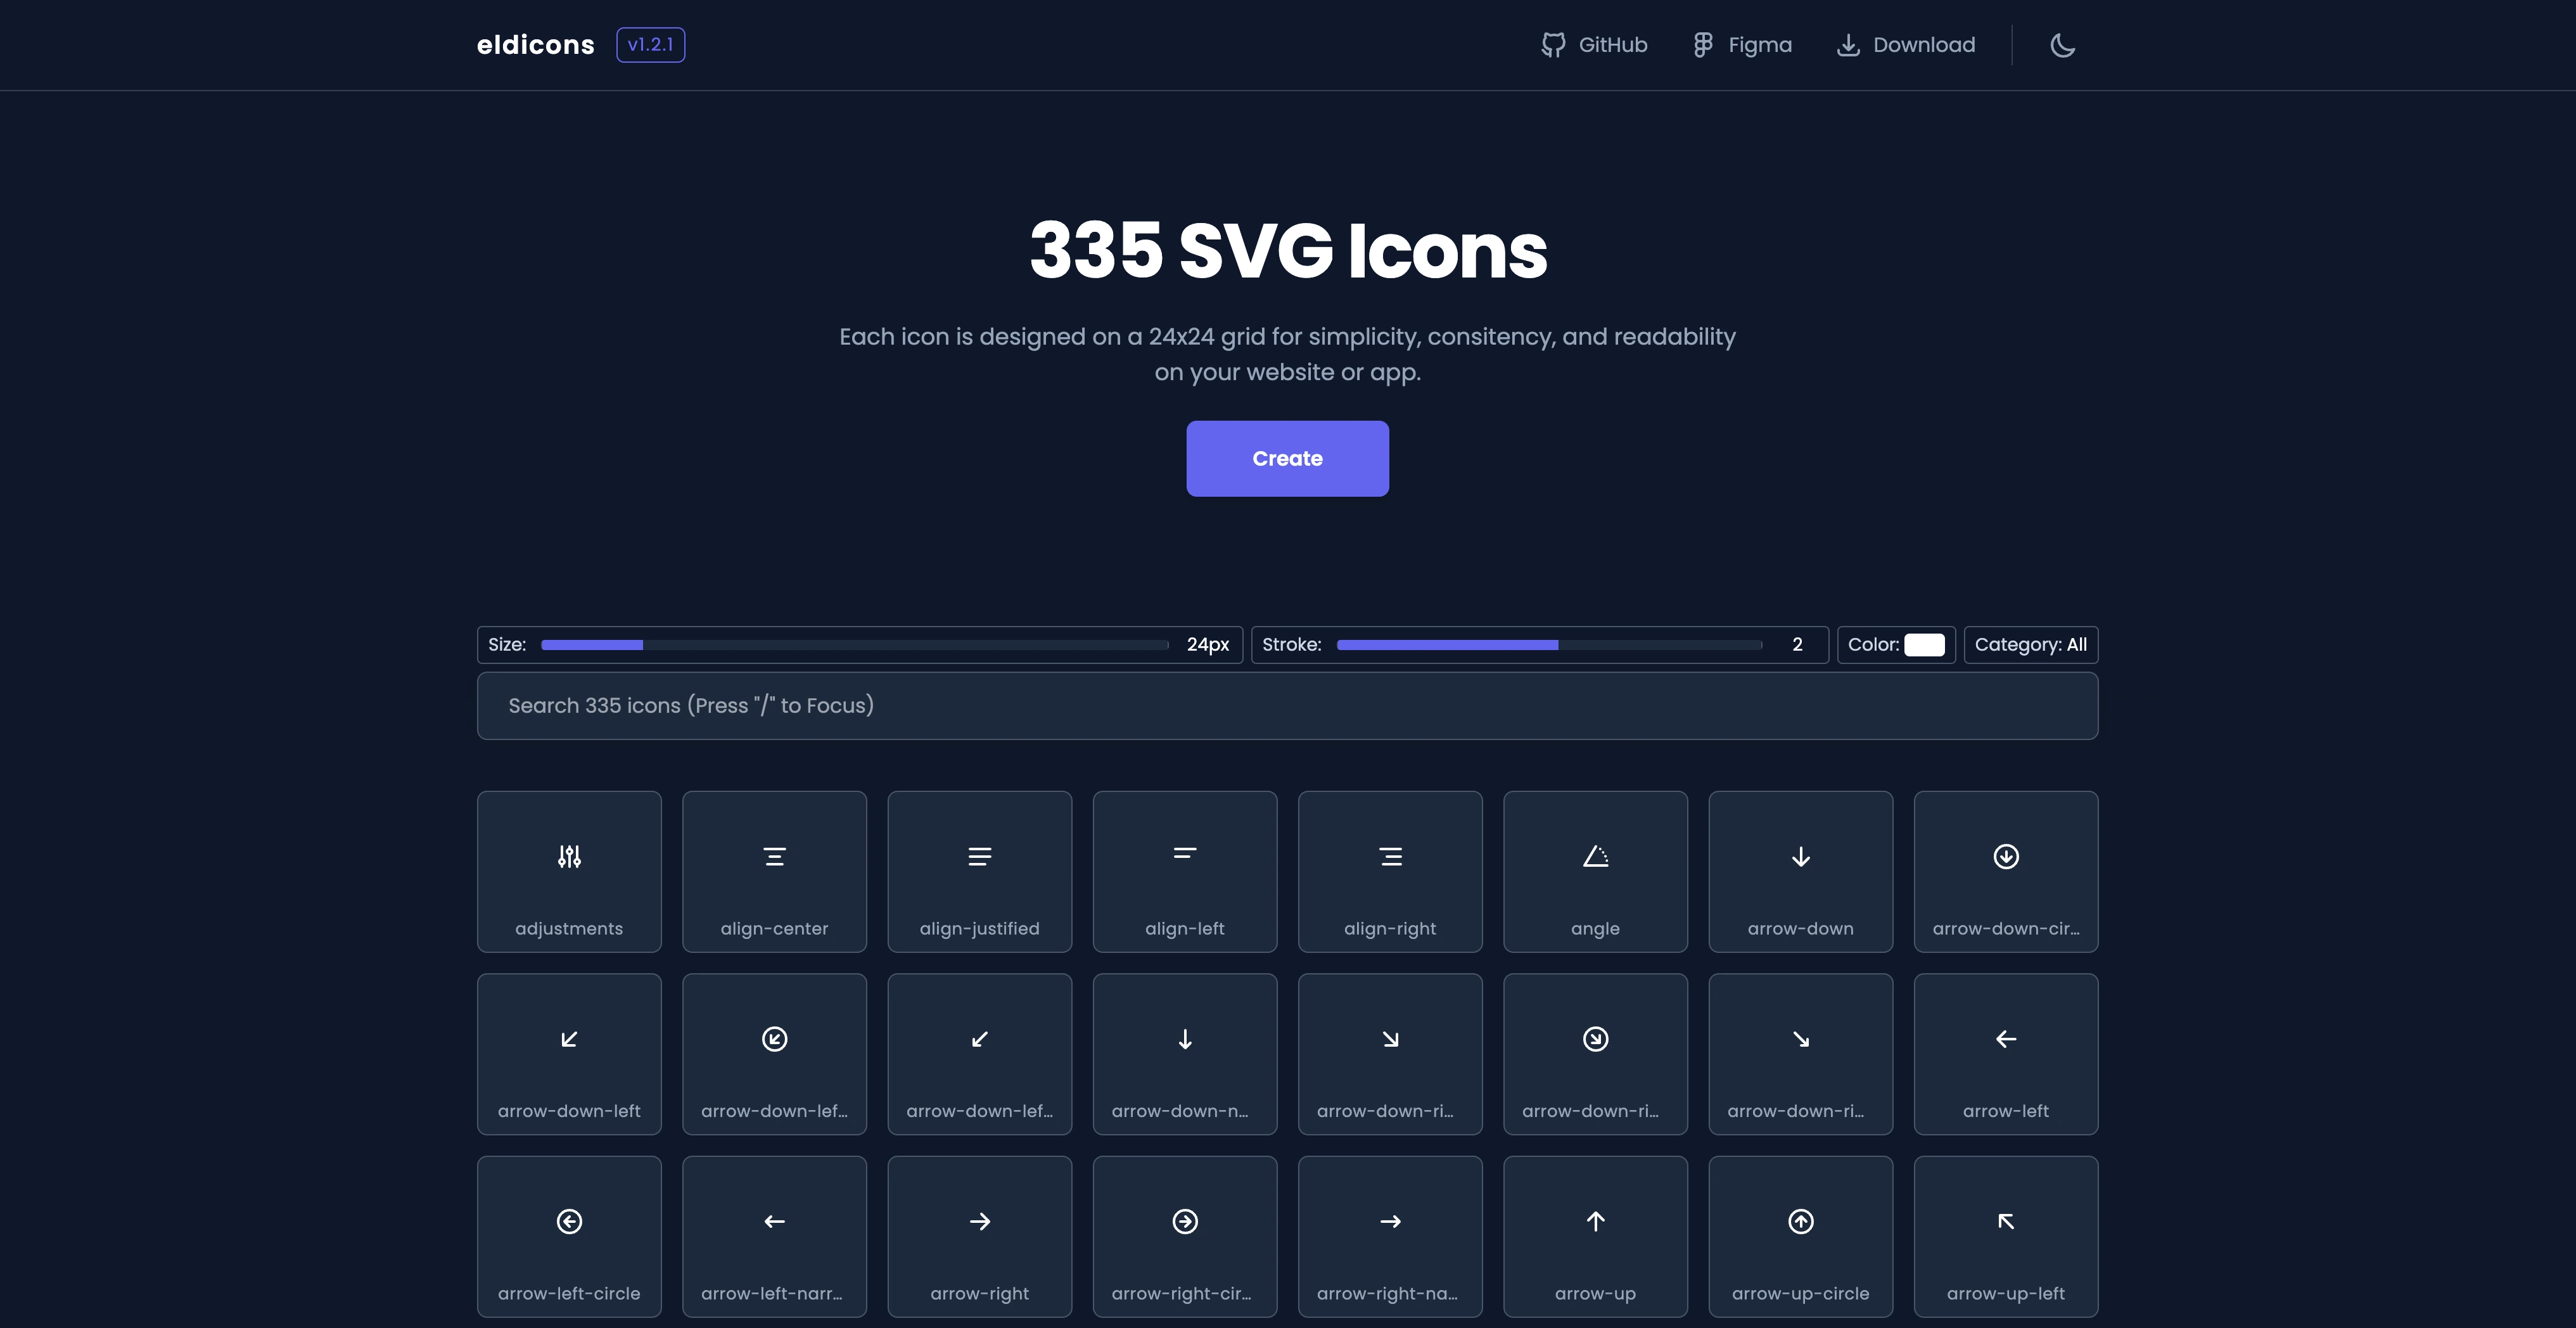 eldicons v1.2.1 GitHub Figma Download
335 SVG Icons
Each icon is designed on a 24x24 grid for simplicity, consitency, and readability
on your website or app.
Create
Size: 24px Stroke: 2 Color: Category: All
Search 335 icons (Press "/" to Focus)
adjustments align-center align-justified align-left align-right angle arrow-down arrow-down-cir...
arrow-down-left arrow-down-lef... arrow-down-lef... arrow-down-n... arrow-down-ri... arrow-down-ri... arrow-down-ri... arrow-left
arrow-left-circle arrow-left-narr... arrow-right arrow-right-cir... arrow-right-na... arrow-up arrow-up-circle arrow-up-left